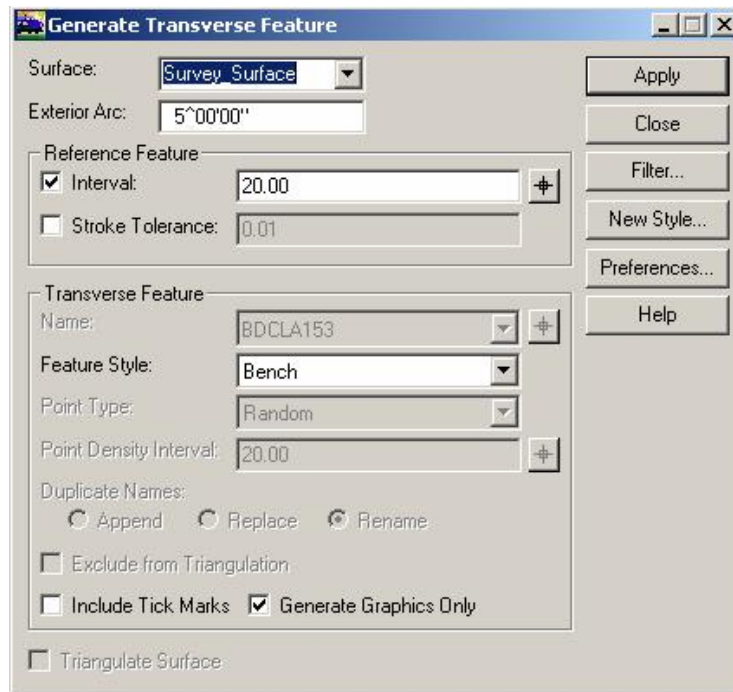 Generate Transverse Feature
Surface: Survey_Surface
Apply
Exterior Arc: 5^00'00"
Close
Reference Feature
Filter...
Interval: 20.00
New Style...
Stroke Tolerance: 0.01
Preferences...
Transverse Feature
Help
Name: BDCLA153
Feature Style: Bench
Point Type: Random
Point Density Interval: 20.00
Duplicate Names:
Append Replace Rename
Exclude from Triangulation
Include Tick Marks Generate Graphics Only
Triangulate Surface